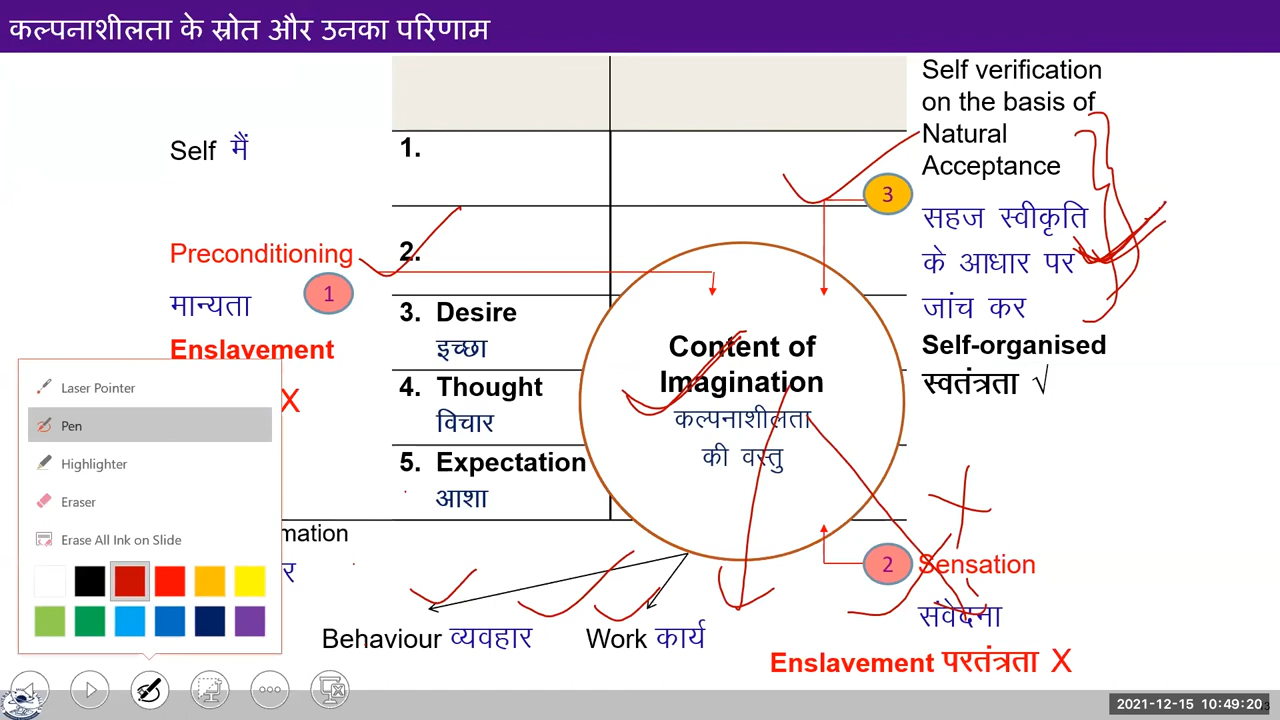 कल्पनाशीलता के स्रोत और उनका परिणाम
Self मैं
1.
Self verification
on the basis of
Natural
Acceptance
3
सहज स्वीकृति
के आधार पर
जांच कर
Self-organised
स्वतंत्रता √
Preconditioning
मान्यता
1
Enslavement
X
2.
3. Desire
इच्छा
4. Thought
विचार
5. Expectation
आशा
Content of
Imagination
कल्पनाशीलता
की वस्तु
Laser Pointer
Pen
Highlighter
Eraser
Erase All Ink on Slide
mation
र
Behaviour व्यवहार
Work कार्य
2
Sensation
संवेदना
Enslavement परतंत्रता X
2021-12-15 10:49:20